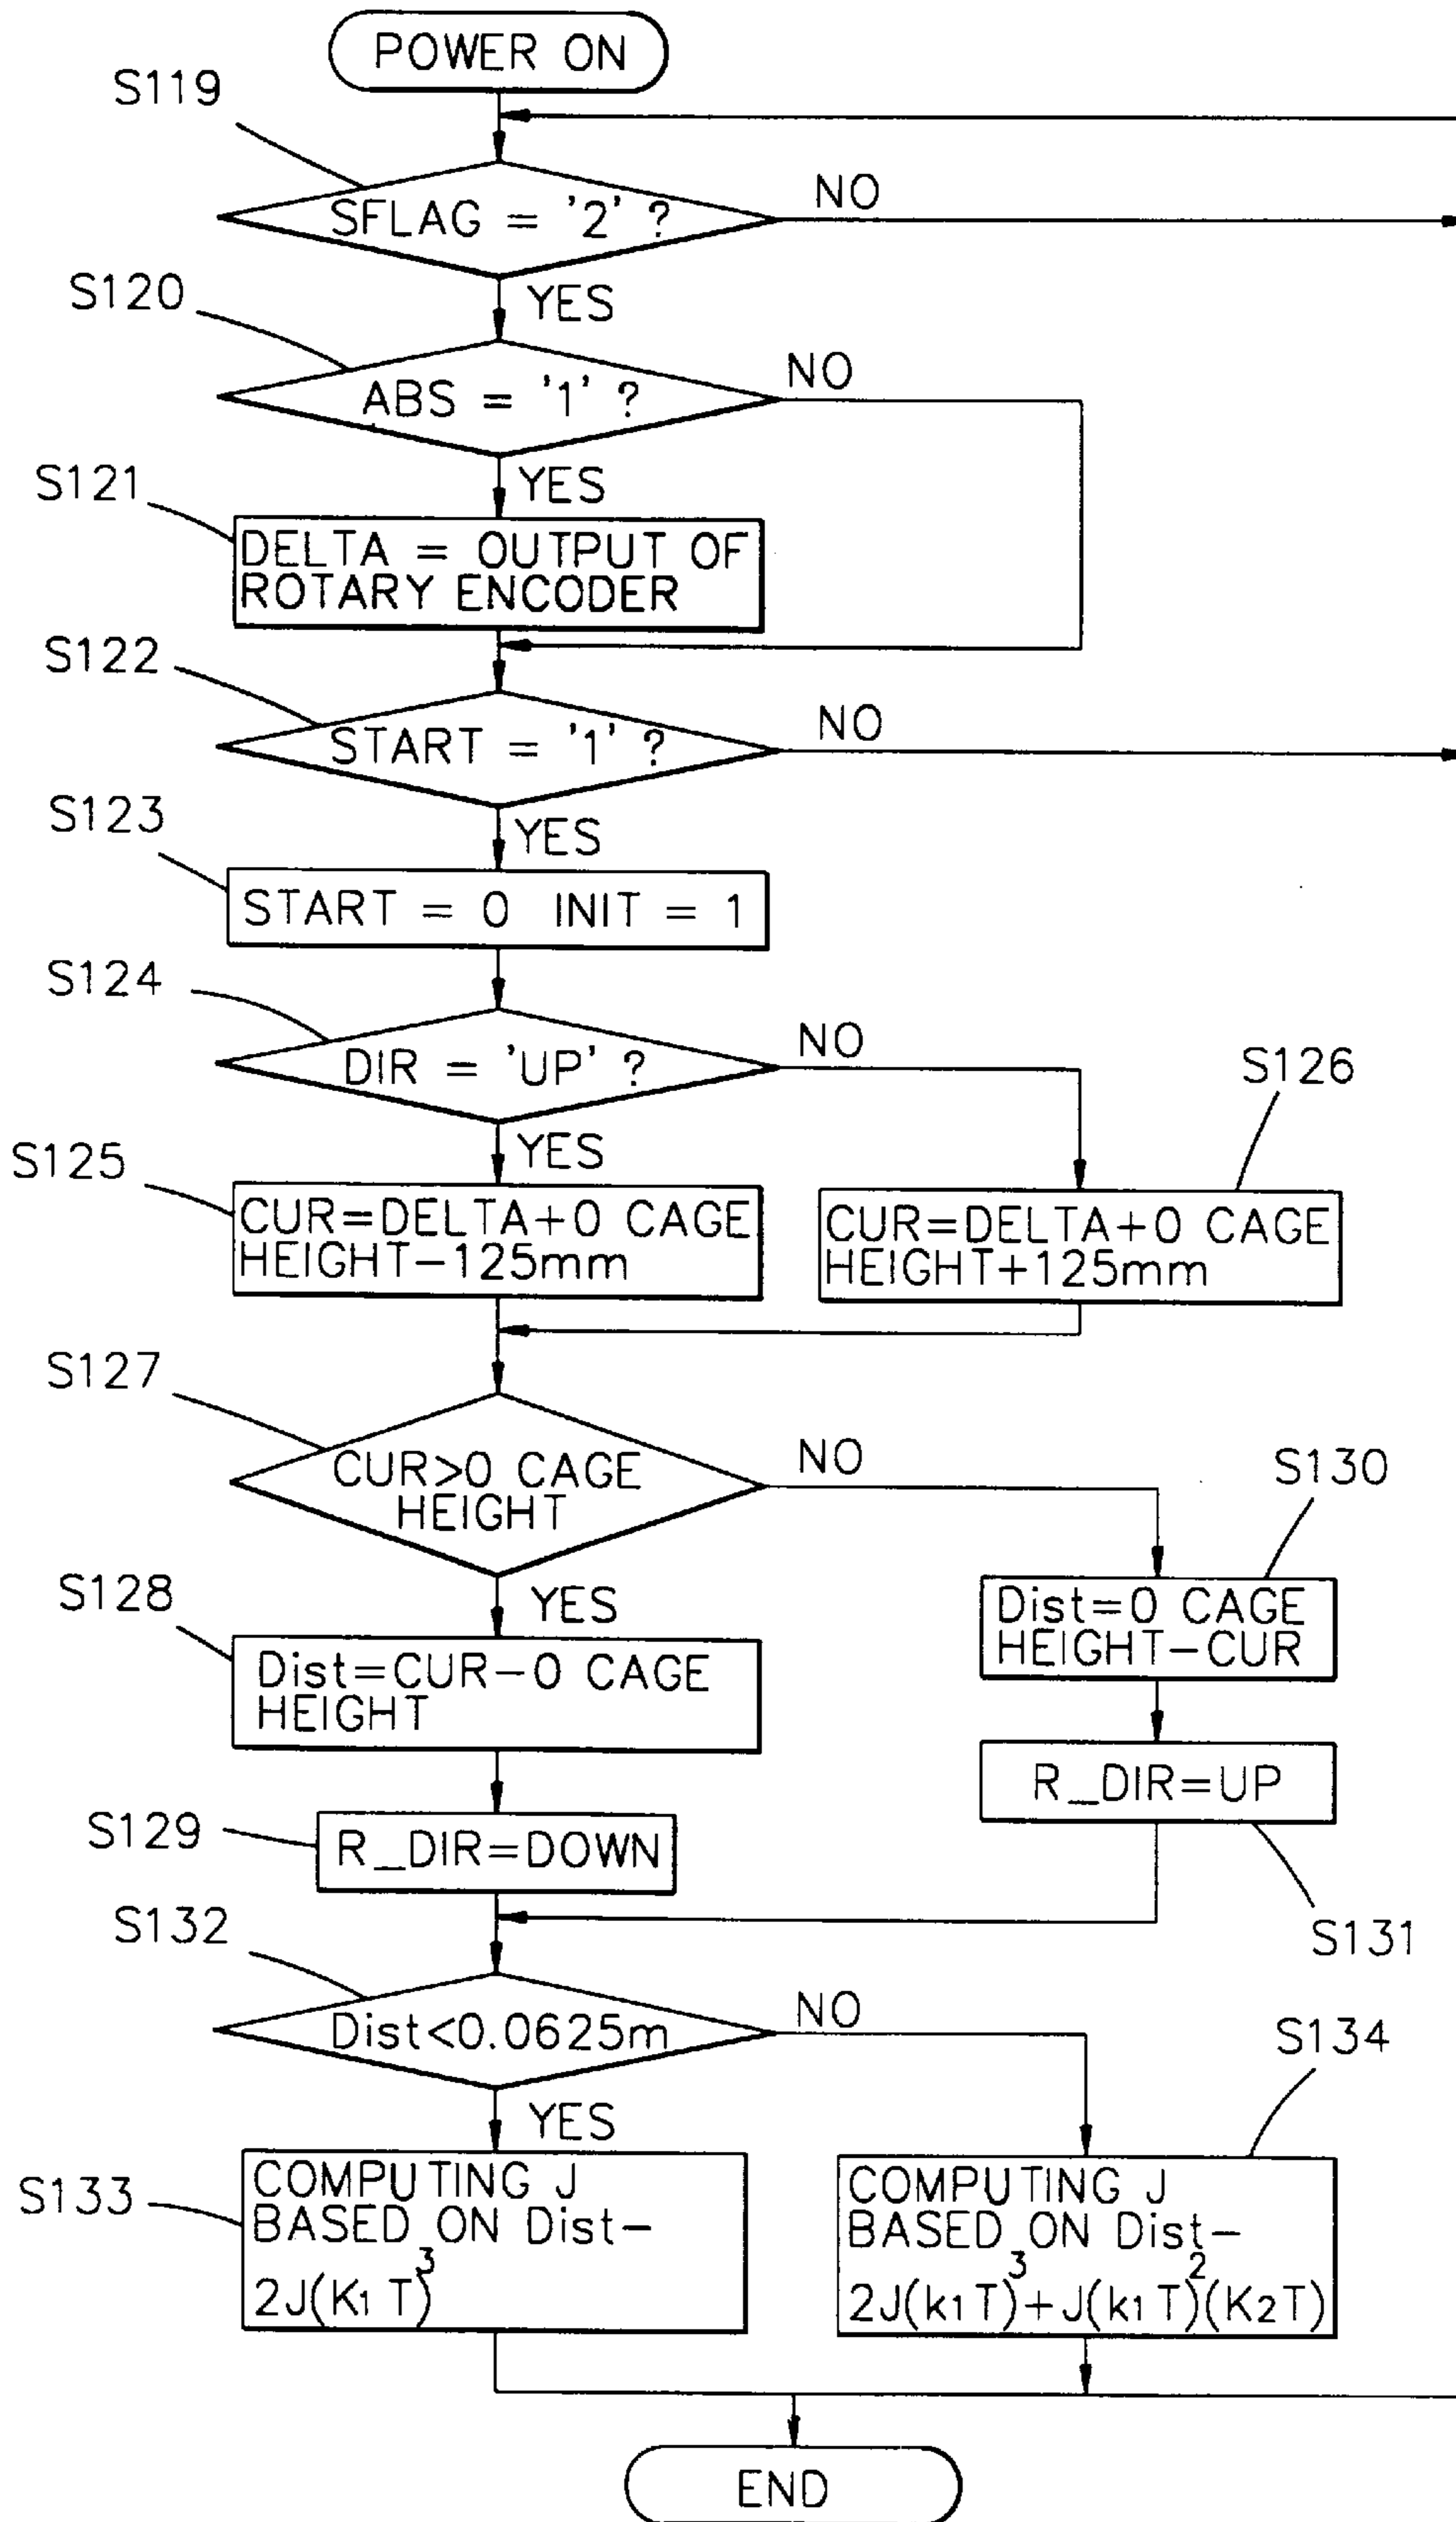 POWER ON
S119
SFLAG = '2' ?
NO
YES
S120
ABS = '1' ?
NO
YES
S121
DELTA = OUTPUT OF
ROTARY ENCODER
S122
START = '1' ?
NO
YES
S123
START = 0 INIT = 1
S124
DIR = 'UP' ?
NO
YES
S125
CUR=DELTA+0 CAGE
HEIGHT-125mm
S126
CUR=DELTA+0 CAGE
HEIGHT+125mm
S127
CUR>0 CAGE
HEIGHT
NO
YES
S128
Dist=CUR-0 CAGE
HEIGHT
S130
Dist=0 CAGE
HEIGHT-CUR
S129
R_DIR=DOWN
R_DIR=UP
S131
S132
Dist<0.0625m
NO
YES
S133
COMPUTING J
BASED ON Dist-
2J(K₁T)³
S134
COMPUTING J
BASED ON Dist-
2J(k₁T)³+J(k₁T)²(K₂T)
END